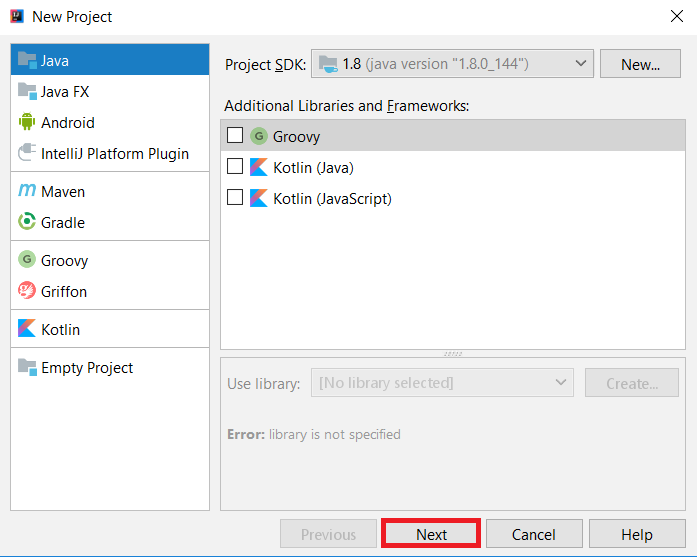 New Project
Java
Java FX
Android
IntelliJ Platform Plugin
Maven
Gradle
Groovy
Griffon
Kotlin
Empty Project
Project SDK: 1.8 (java version "1.8.0_144") New...
Additional Libraries and Frameworks:
Groovy
Kotlin (Java)
Kotlin (JavaScript)
Use library: [No library selected] Create...
Error: library is not specified
Previous Next Cancel Help